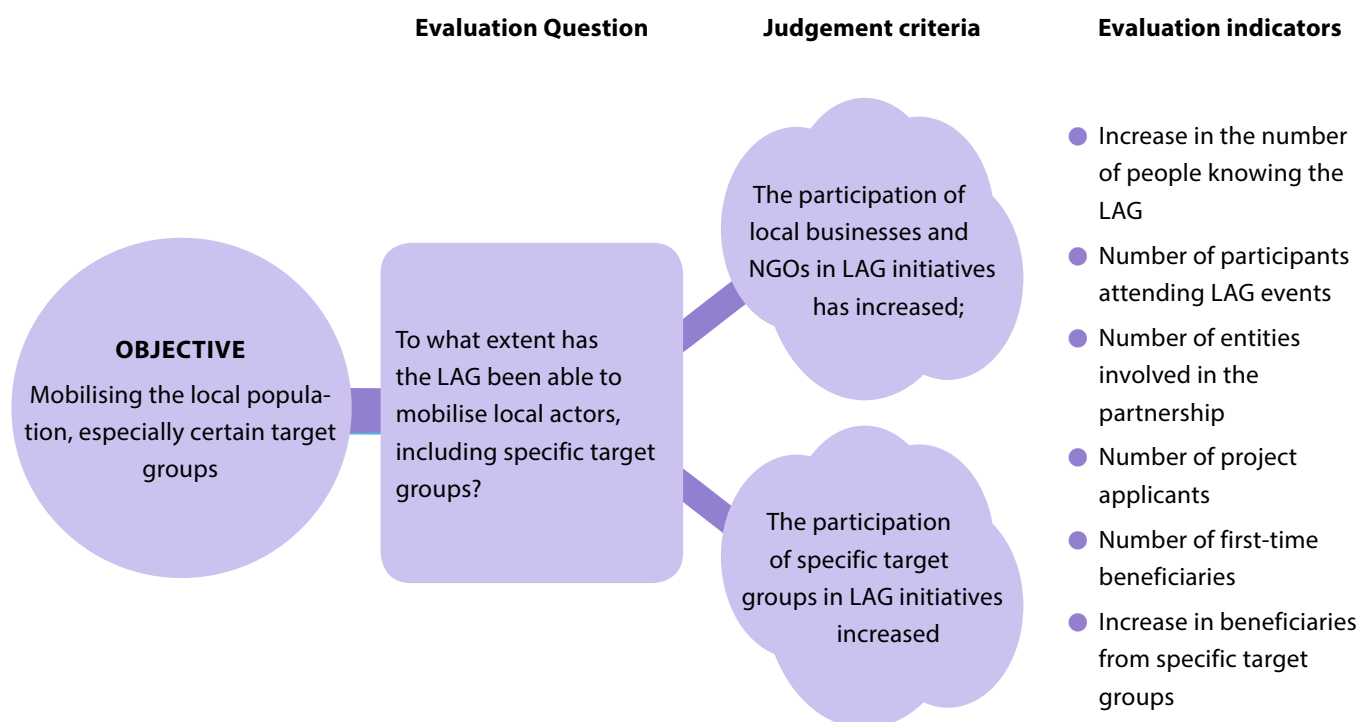 Evaluation Question
Judgement criteria
Evaluation indicators
OBJECTIVE
Mobilising the local popula-
tion, especially certain target
groups
To what extent has
the LAG been able to
mobilise local actors,
including specific target
groups?
The participation of
local businesses and
NGOs in LAG initiatives
has increased;
The participation
of specific target
groups in LAG initiatives
increased
Increase in the number
of people knowing the
LAG
Number of participants
attending LAG events
Number of entities
involved in the
partnership
Number of project
applicants
Number of first-time
beneficiaries
Increase in beneficiaries
from specific target
groups